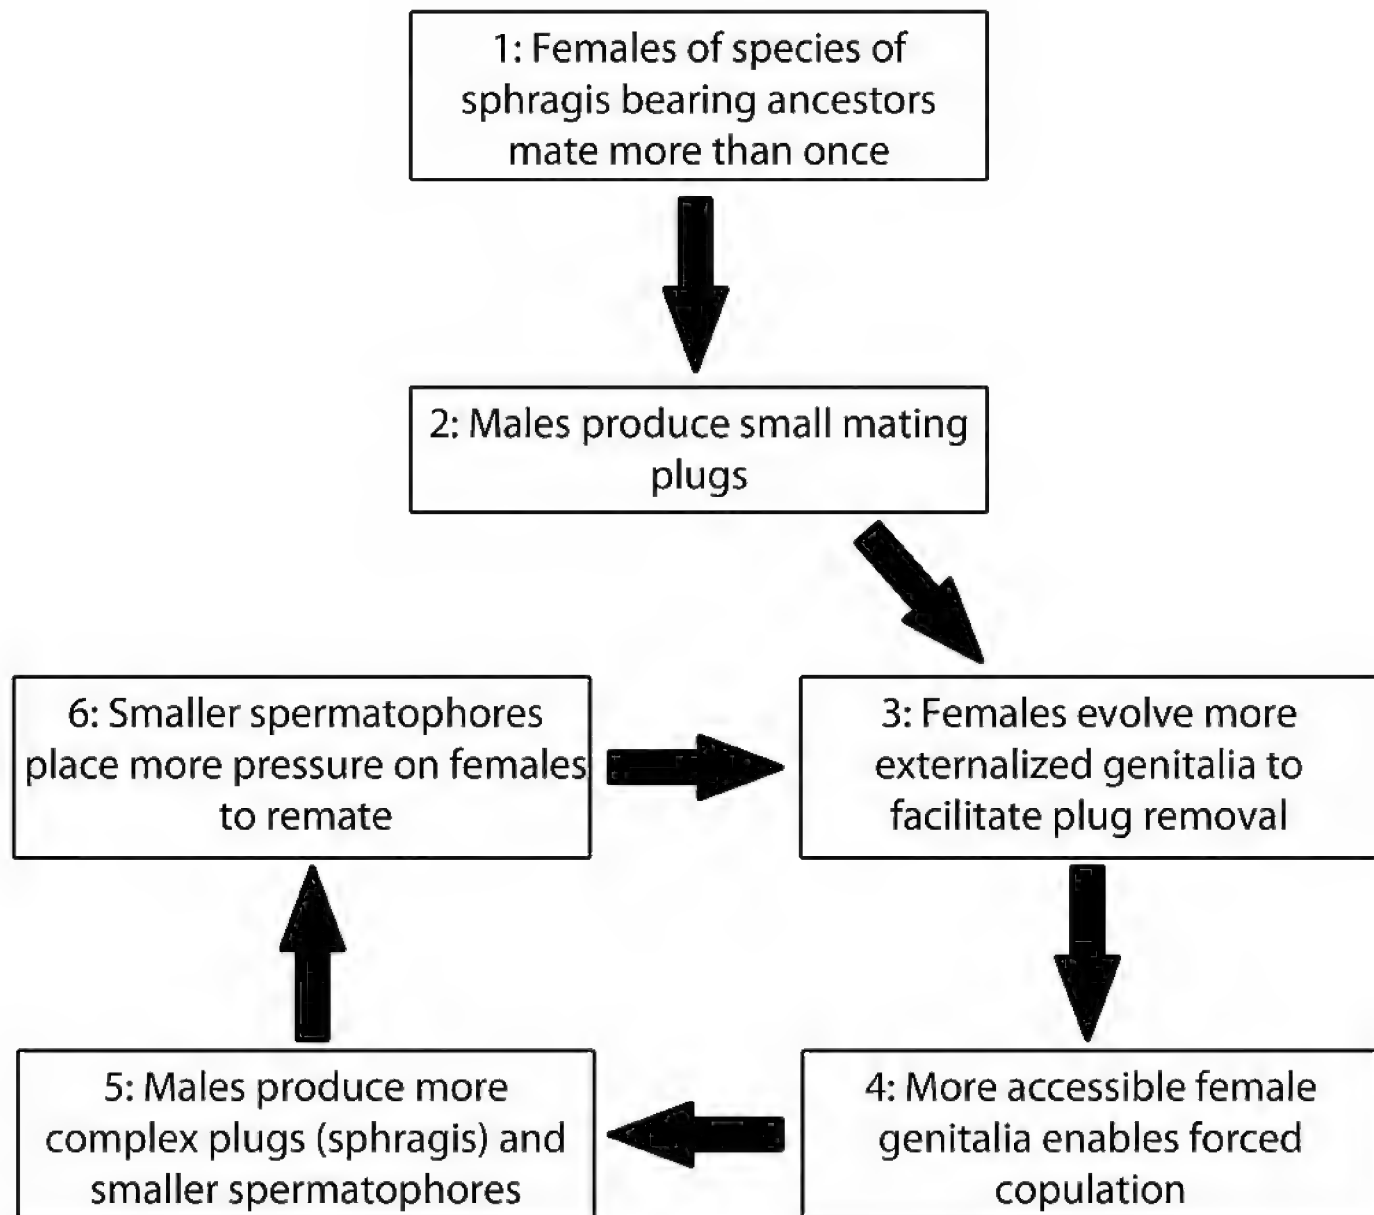 1: Females of species of
sphragis bearing ancestors
mate more than once
2: Males produce small mating
plugs
3: Females evolve more
externalized genitalia to
facilitate plug removal
4: More accessible female
genitalia enables forced
copulation
5: Males produce more
complex plugs (sphragis) and
smaller spermatophores
6: Smaller spermatophores
place more pressure on females
to remate